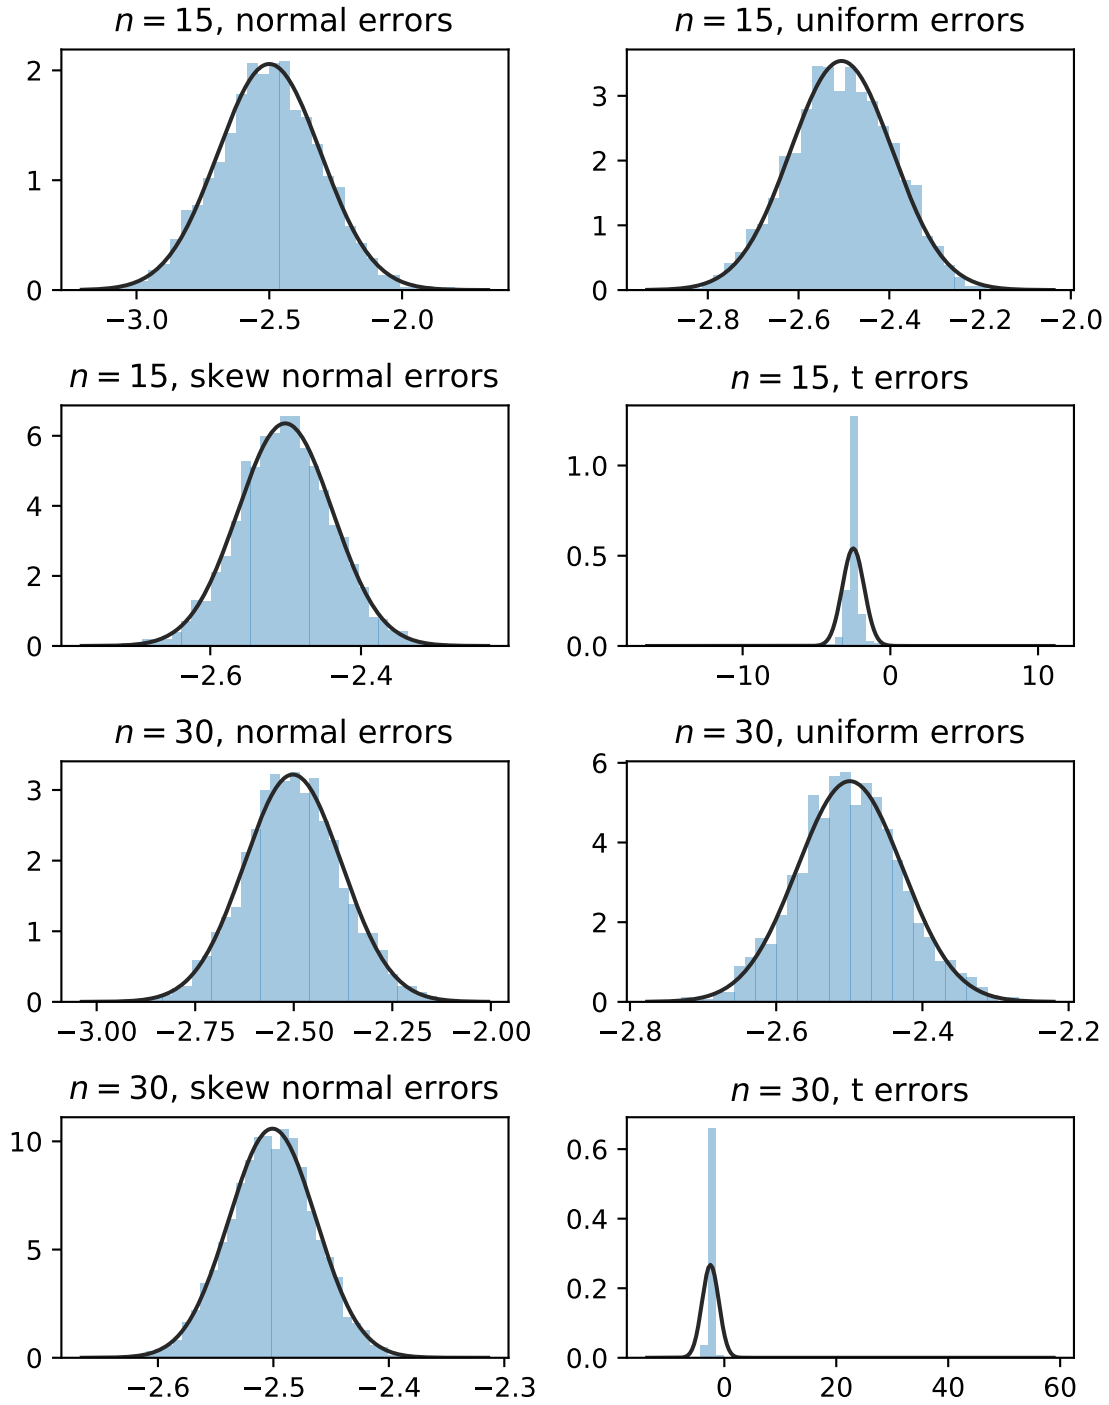 n = 15, normal errors
2
1
0
−3.0 −2.5 −2.0
n = 15, uniform errors
3
2
1
0
−2.8 −2.6 −2.4 −2.2 −2.0
n = 15, skew normal errors
6
4
2
0
−2.6 −2.4
n = 15, t errors
1.0
0.5
0.0
−10 0 10
n = 30, normal errors
3
2
1
0
−3.00 −2.75 −2.50 −2.25 −2.00
n = 30, uniform errors
6
4
2
0
−2.8 −2.6 −2.4 −2.2
n = 30, skew normal errors
10
5
0
−2.6 −2.5 −2.4 −2.3
n = 30, t errors
0.6
0.4
0.2
0.0
0 20 40 60